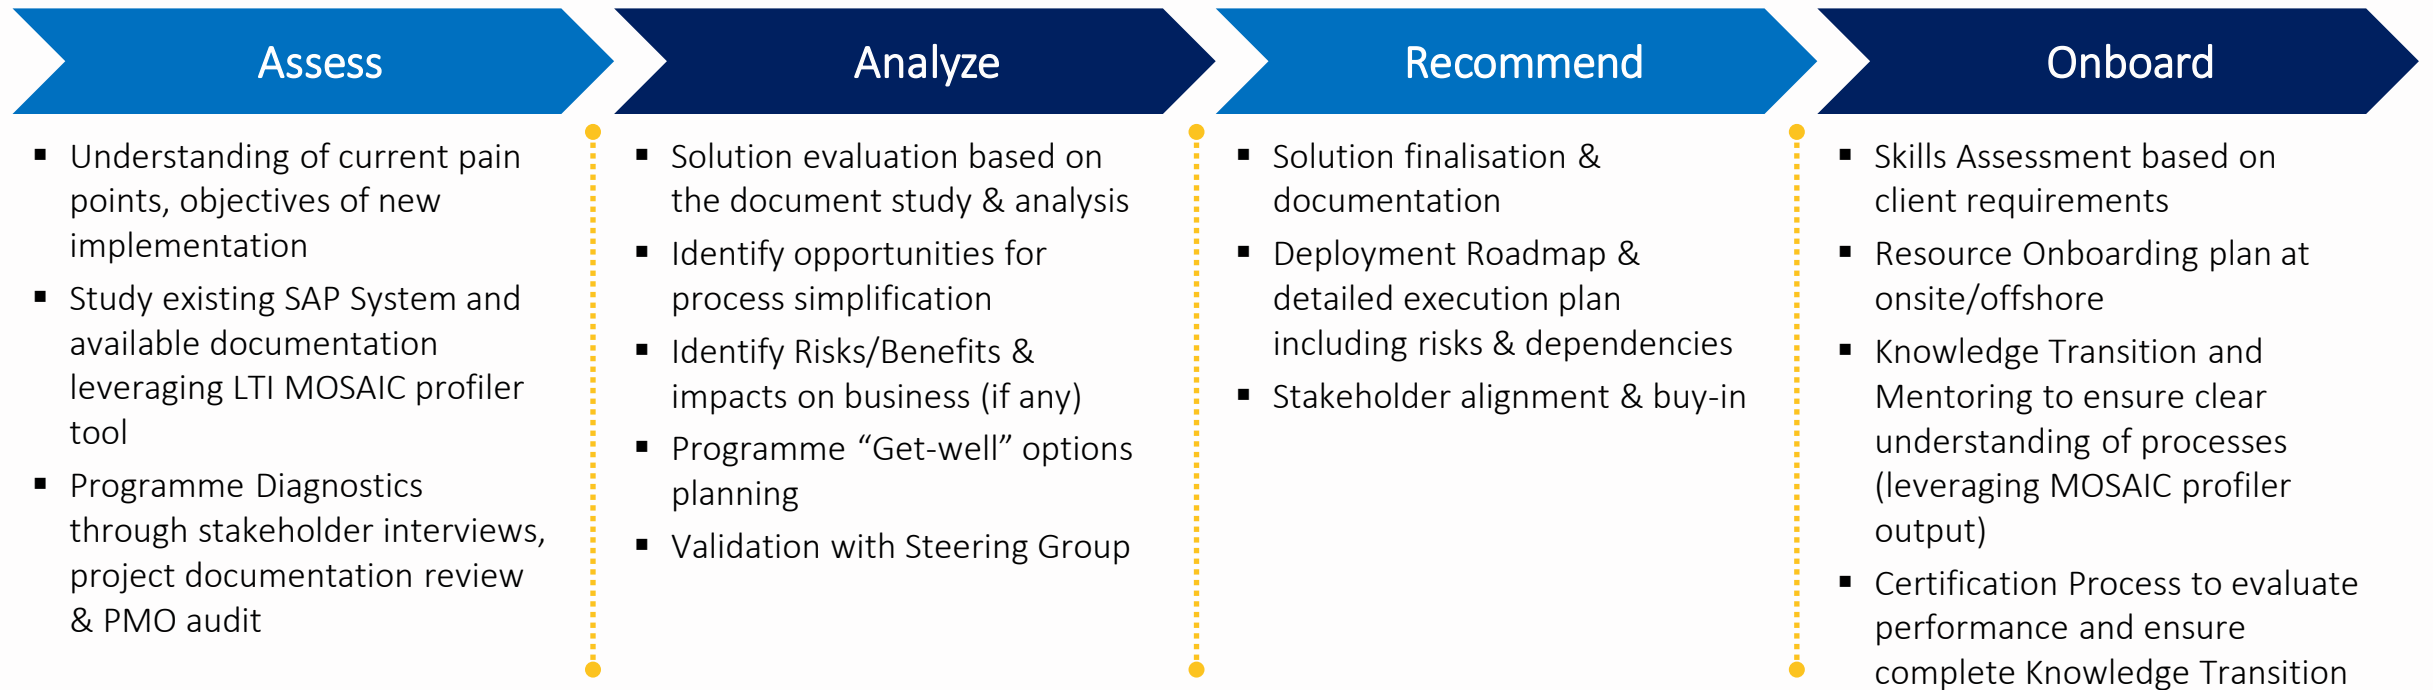 Assess
Understanding of current pain
points, objectives of new
implementation
▪ Study existing SAP System and
available documentation
leveraging LTI MOSAIC profiler
tool
▪ Programme Diagnostics
through stakeholder interviews,
project documentation review
& PMO audit
Analyze
▪ Solution evaluation based on
the document study & analysis
▪ Identify opportunities for
process simplification
▪ Identify Risks/Benefits &
impacts on business (if any)
▪ Programme “Get-well” options
planning
▪ Validation with Steering Group
Recommend
▪ Solution finalisation &
documentation
▪ Deployment Roadmap &
detailed execution plan
including risks & dependencies
▪ Stakeholder alignment & buy-in
Onboard
▪ Skills Assessment based on
client requirements
▪ Resource Onboarding plan at
onsite/offshore
▪ Knowledge Transition and
Mentoring to ensure clear
understanding of processes
(leveraging MOSAIC profiler
output)
▪ Certification Process to evaluate
performance and ensure
complete Knowledge Transition